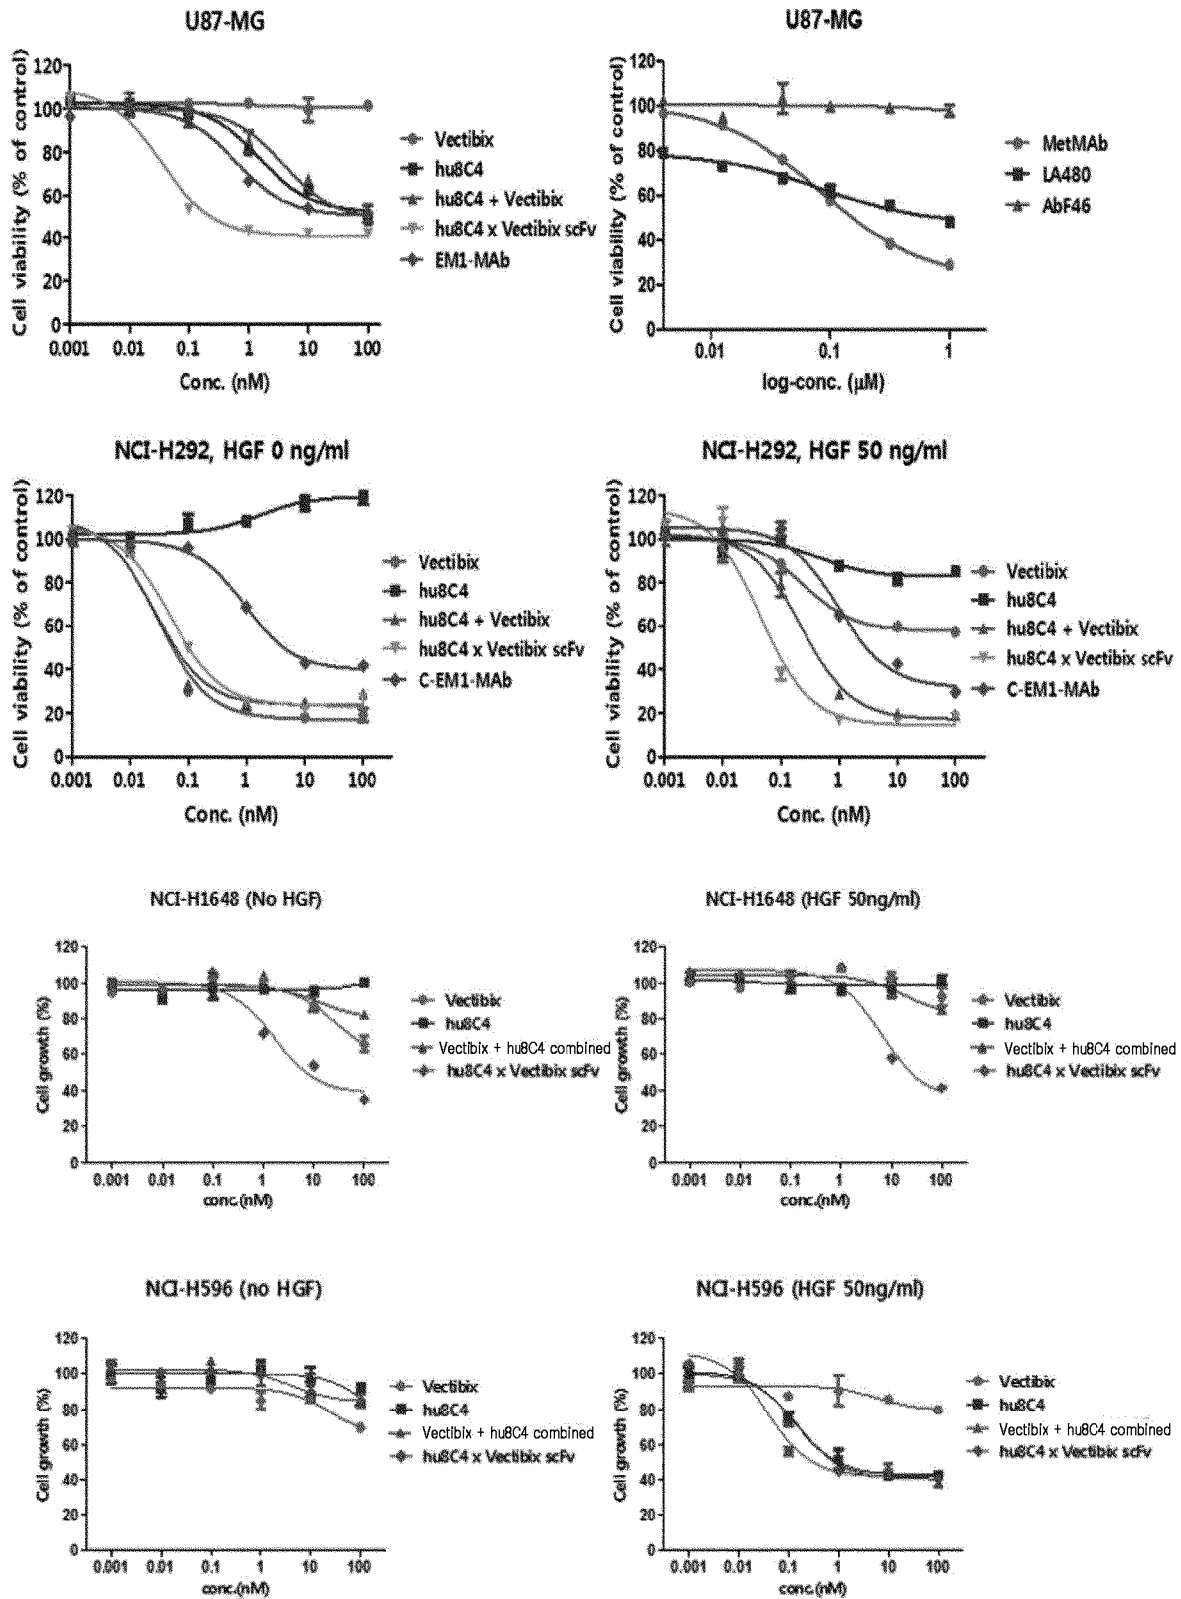 U87-MG
Cell viability (% of control)
120
100
80
60
40
20
0
0.001 0.01 0.1 1 10 100
Conc. (nM)
Vectibix
hu8C4
hu8C4 + Vectibix
hu8C4 x Vectibix scFv
EM1-MAb
U87-MG
Cell viability (% of control)
120
100
80
60
40
20
0
0.01 0.1 1
log-conc. (μM)
MetMAb
LA480
AbF46
NCI-H292, HGF 0 ng/ml
Cell viability (% of control)
120
100
80
60
40
20
0
0.001 0.01 0.1 1 10 100
Conc. (nM)
Vectibix
hu8C4
hu8C4 + Vectibix
hu8C4 x Vectibix scFv
C-EM1-MAb
NCI-H292, HGF 50 ng/ml
Cell viability (% of control)
120
100
80
60
40
20
0
0.001 0.01 0.1 1 10 100
Conc. (nM)
Vectibix
hu8C4
hu8C4 + Vectibix
hu8C4 x Vectibix scFv
C-EM1-MAb
NCI-H1648 (No HGF)
Cell growth (%)
120
100
80
60
40
20
0
0.001 0.01 0.1 1 10 100
conc.(nM)
Vectibix
hu8C4
Vectibix + hu8C4 combined
hu8C4 x Vectibix scFv
NCI-H1648 (HGF 50ng/ml)
Cell growth (%)
120
100
80
60
40
20
0
0.001 0.01 0.1 1 10 100
conc.(nM)
Vectibix
hu8C4
Vectibix + hu8C4 combined
hu8C4 x Vectibix scFv
NCI-H596 (no HGF)
Cell growth (%)
120
100
80
60
40
20
0
0.001 0.01 0.1 1 10 100
conc.(nM)
Vectibix
hu8C4
Vectibix + hu8C4 combined
hu8C4 x Vectibix scFv
NCI-H596 (HGF 50ng/ml)
Cell growth (%)
120
100
80
60
40
20
0
0.001 0.01 0.1 1 10 100
conc.(nM)
Vectibix
hu8C4
Vectibix + hu8C4 combined
hu8C4 x Vectibix scFv